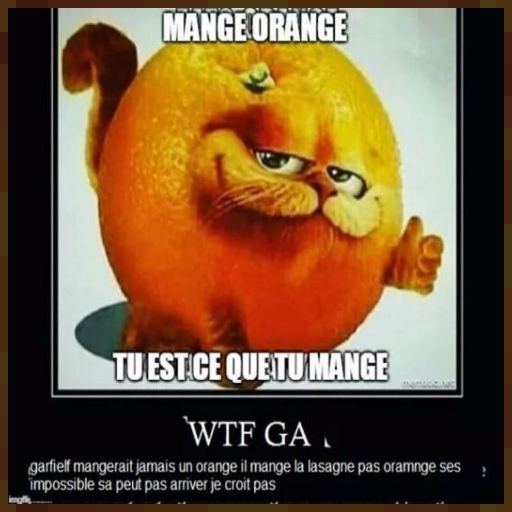 MANGE ORANGE
TU EST CE QUE TU MANGE
WTF GA
garfielf mangerait jamais un orange il mange la lasagne pas oramnge ses
impossible sa peut pas arriver je croit pas
imgflip